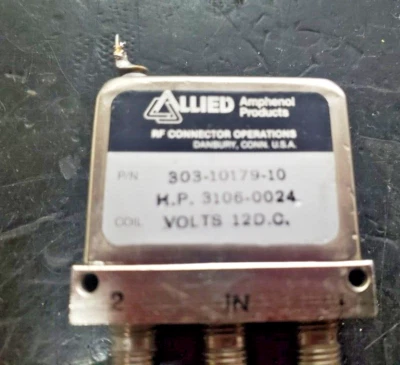 ALLIED Amphenol Products
RF CONNECTOR OPERATIONS
DANBURY, CONN. U.S.A.
P/N 303-10179-10
H.P. 3106-0024
COIL VOLTS 12D.C.
2 IN 1